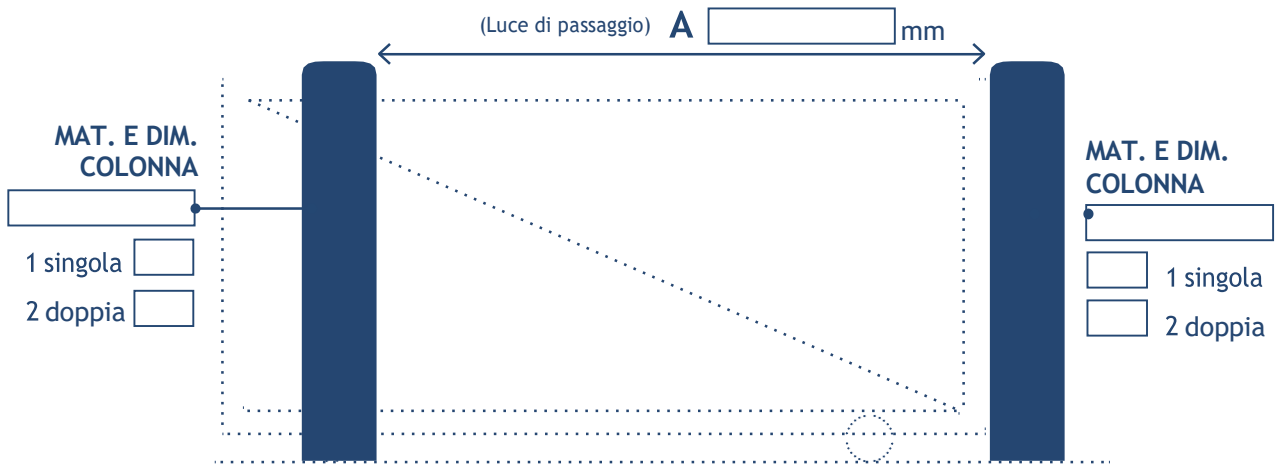 (Luce di passaggio) A mm
MAT. E DIM.
COLONNA
1 singola
2 doppia
MAT. E DIM.
COLONNA
1 singola
2 doppia